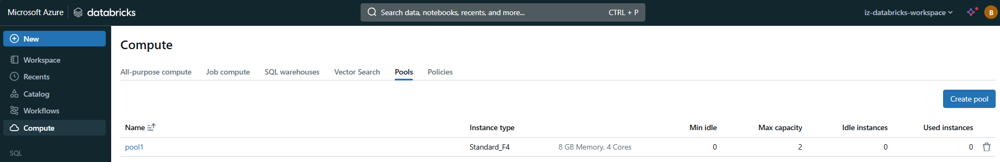 Microsoft Azure databricks Search data, notebooks, recents, and more... CTRL + P iz-databricks-workspace B
New
Workspace
Recents
Catalog
Workflows
Compute
SQL
Compute
All-purpose compute Job compute SQL warehouses Vector Search Pools Policies
Create pool
Name Instance type Min idle Max capacity Idle instances Used instances
pool1 Standard_F4 8 GB Memory, 4 Cores 0 2 0 0